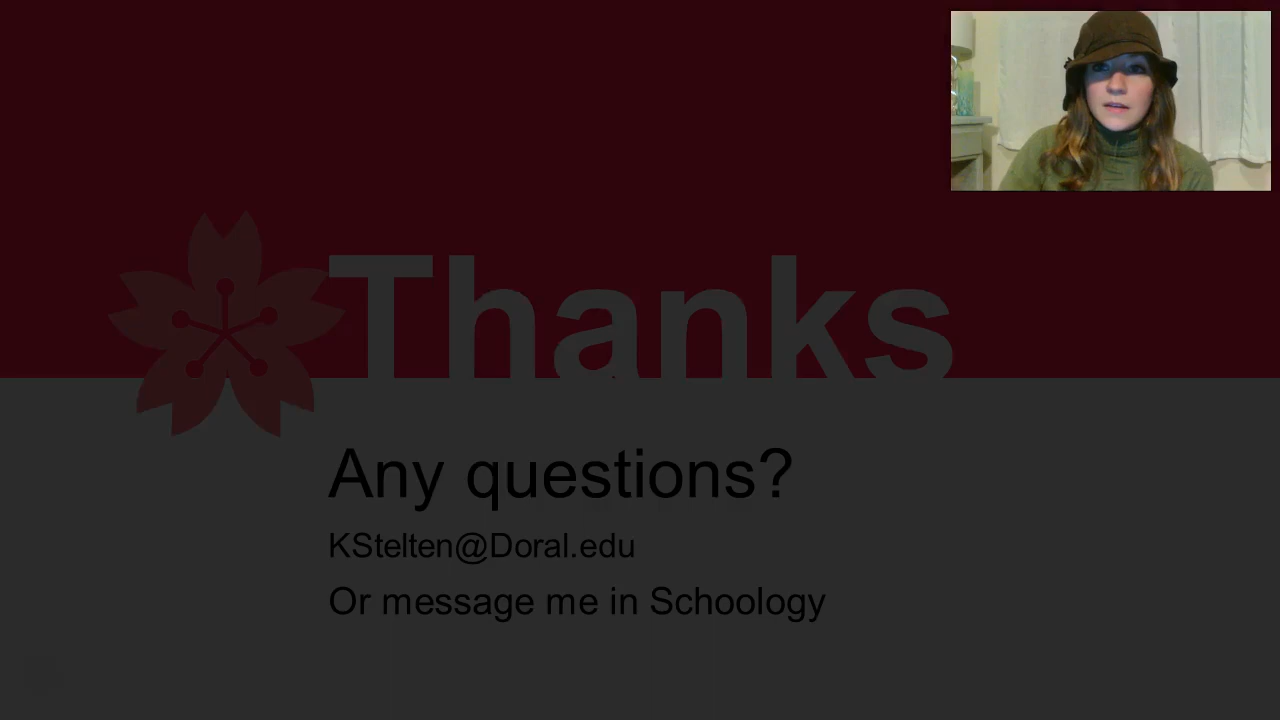 Thanks
Any questions?
KStelten@Doral.edu
Or message me in Schoology